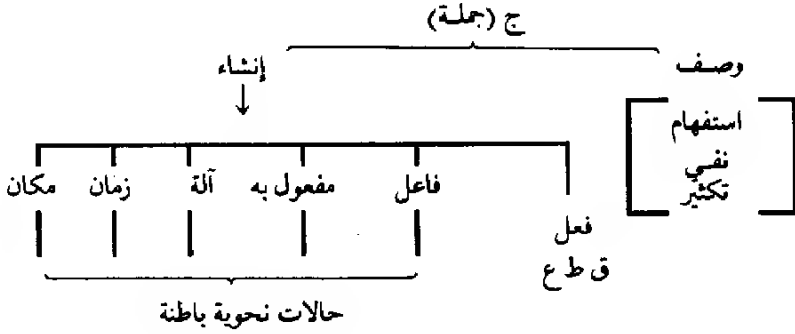 ج (جملة)
وصف
إنشاء
استفهام
نفي
تكثير
فاعل مفعول به آلة زمان مكان
فعل
ق ط ع
حالات نحوية باطنة